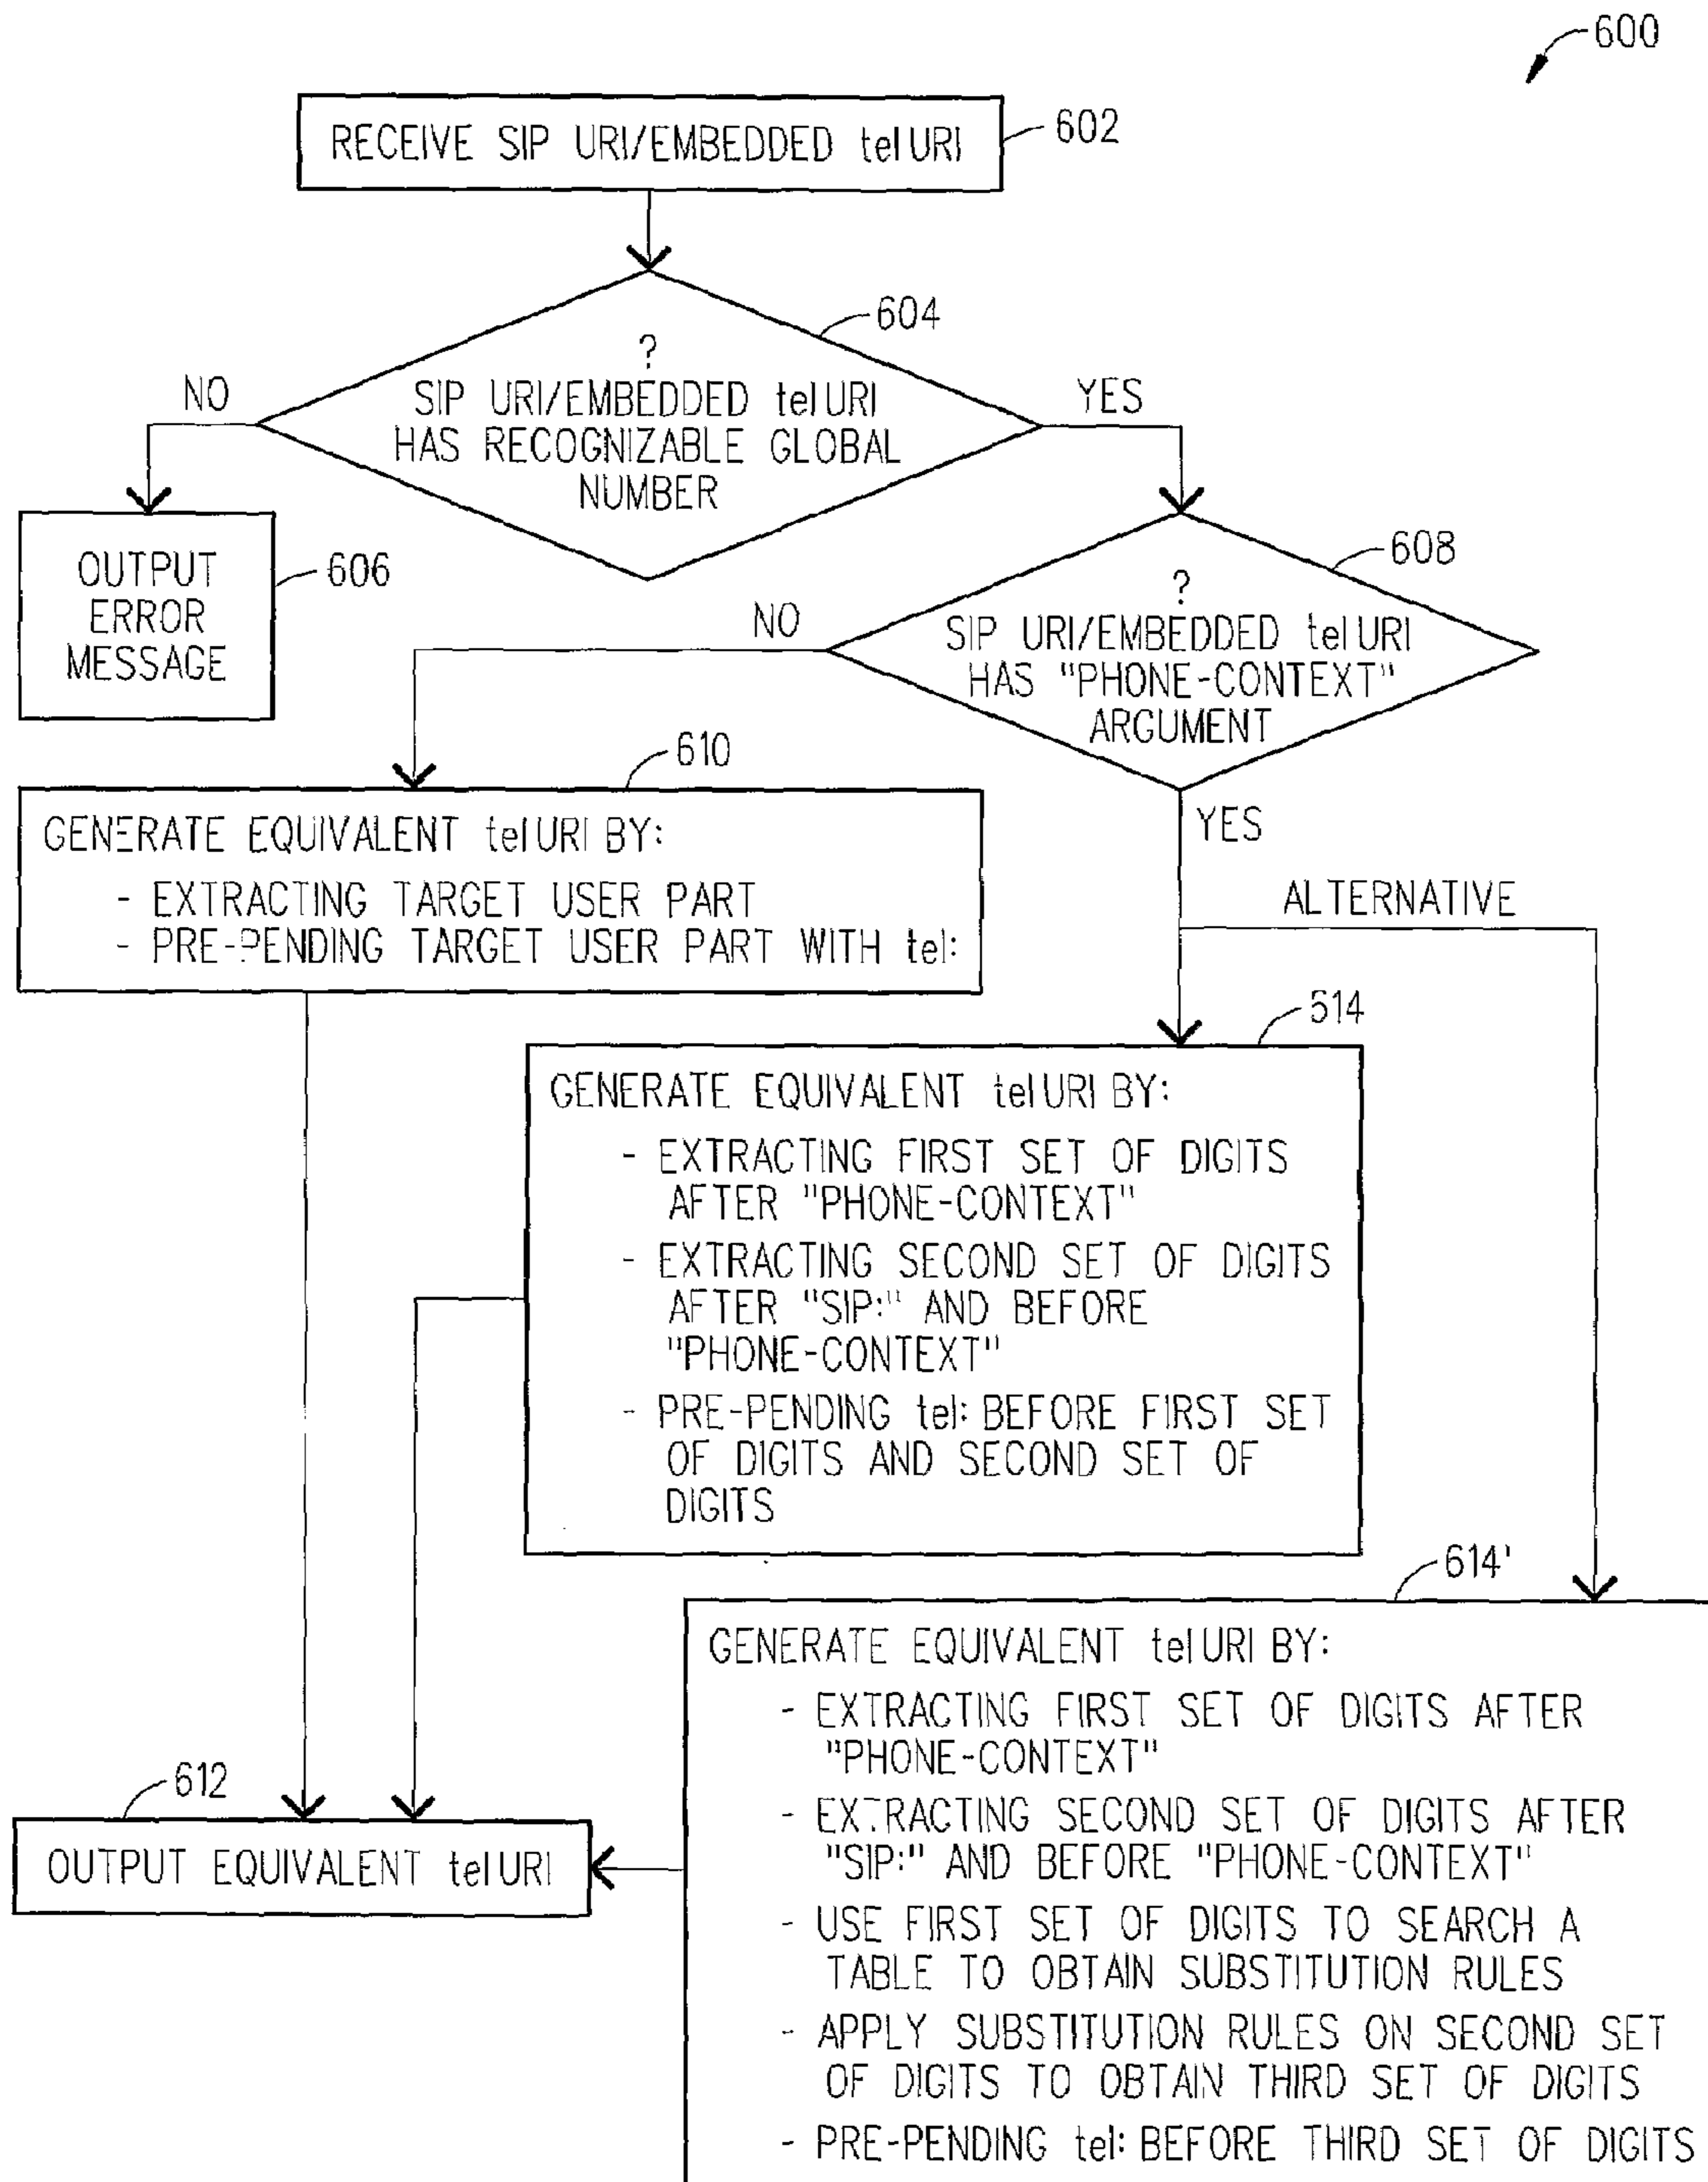 600
RECEIVE SIP URI/EMBEDDED tel URI
602
604
?
SIP URI/EMBEDDED tel URI
HAS RECOGNIZABLE GLOBAL
NUMBER
NO
YES
OUTPUT
ERROR
MESSAGE
606
608
?
SIP URI/EMBEDDED tel URI
HAS "PHONE-CONTEXT"
ARGUMENT
NO
YES
610
GENERATE EQUIVALENT tel URI BY:
- EXTRACTING TARGET USER PART
- PRE-PENDING TARGET USER PART WITH tel:
ALTERNATIVE
614
GENERATE EQUIVALENT tel URI BY:
- EXTRACTING FIRST SET OF DIGITS
AFTER "PHONE-CONTEXT"
- EXTRACTING SECOND SET OF DIGITS
AFTER "SIP:" AND BEFORE
"PHONE-CONTEXT"
- PRE-PENDING tel: BEFORE FIRST SET
OF DIGITS AND SECOND SET OF
DIGITS
614'
GENERATE EQUIVALENT tel URI BY:
- EXTRACTING FIRST SET OF DIGITS AFTER
"PHONE-CONTEXT"
- EXTRACTING SECOND SET OF DIGITS AFTER
"SIP:" AND BEFORE "PHONE-CONTEXT"
- USE FIRST SET OF DIGITS TO SEARCH A
TABLE TO OBTAIN SUBSTITUTION RULES
- APPLY SUBSTITUTION RULES ON SECOND SET
OF DIGITS TO OBTAIN THIRD SET OF DIGITS
- PRE-PENDING tel: BEFORE THIRD SET OF DIGITS
612
OUTPUT EQUIVALENT tel URI